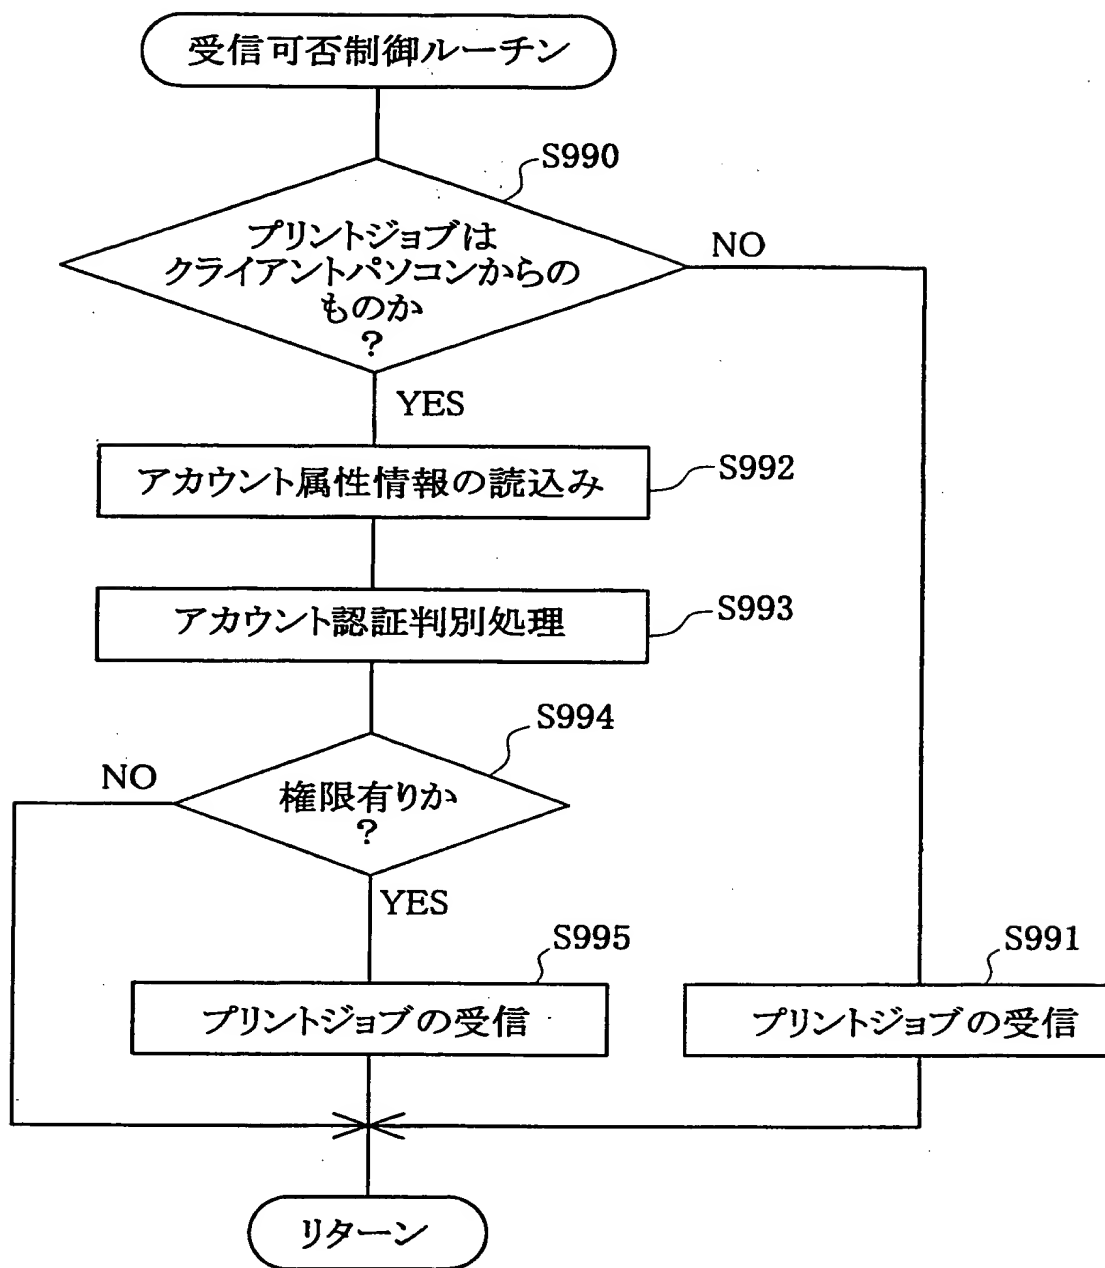 受信可否制御ルーチン
S990
プリントジョブは
クライアントパソコンからの
ものか
?
NO
YES
アカウント属性情報の読込み
S992
アカウント認証判別処理
S993
S994
NO
権限有りか
?
YES
S995
プリントジョブの受信
S991
プリントジョブの受信
リターン